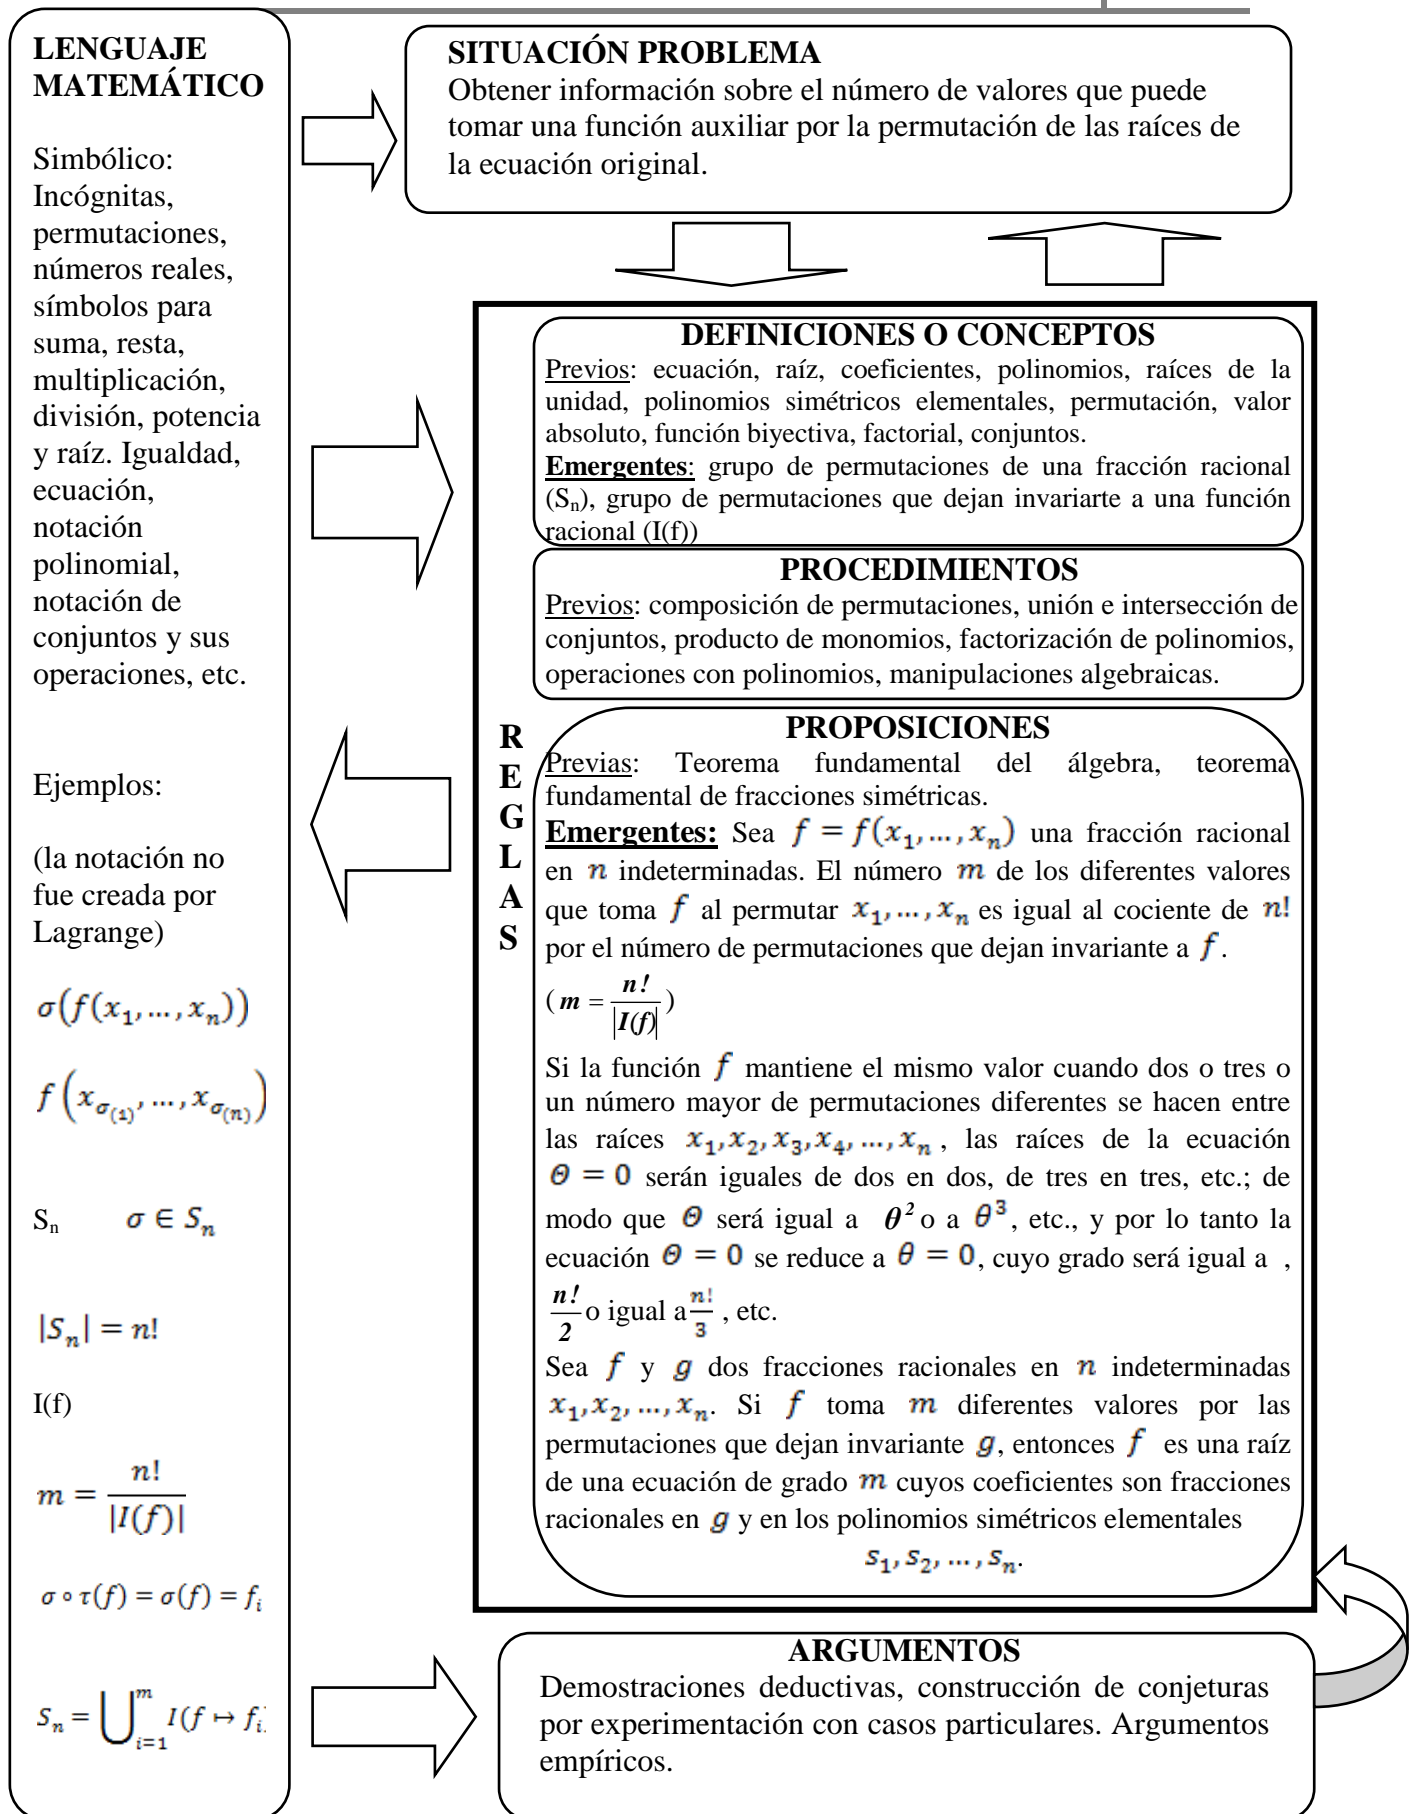 LENGUAJE
MATEMÁTICO
Simbólico:
Incógnitas,
permutaciones,
números reales,
símbolos para
suma, resta,
multiplicación,
división, potencia
y raíz. Igualdad,
ecuación,
notación
polinomial,
notación de
conjuntos y sus
operaciones, etc.
Ejemplos:
(la notación no
fue creada por
Lagrange)
σ(f(x₁, ... , xₙ))
f(x_σ₍₁₎, ... , x_σ₍ₙ₎)
Sₙ σ ∈ Sₙ
|Sₙ| = n!
I(f)
m = n!/|I(f)|
σ ∘ τ(f) = σ(f) = fᵢ
Sₙ = ⋃ᵢ₌₁ᵐ I(f ↦ fᵢ)
SITUACIÓN PROBLEMA
Obtener información sobre el número de valores que puede
tomar una función auxiliar por la permutación de las raíces de
la ecuación original.
REGLAS
DEFINICIONES O CONCEPTOS
Previos: ecuación, raíz, coeficientes, polinomios, raíces de la
unidad, polinomios simétricos elementales, permutación, valor
absoluto, función biyectiva, factorial, conjuntos.
Emergentes: grupo de permutaciones de una fracción racional
(Sₙ), grupo de permutaciones que dejan invariarte a una función
racional (I(f))
PROCEDIMIENTOS
Previos: composición de permutaciones, unión e intersección de
conjuntos, producto de monomios, factorización de polinomios,
operaciones con polinomios, manipulaciones algebraicas.
PROPOSICIONES
Previas: Teorema fundamental del álgebra, teorema
fundamental de fracciones simétricas.
Emergentes: Sea f = f(x₁, ... , xₙ) una fracción racional
en n indeterminadas. El número m de los diferentes valores
que toma f al permutar x₁, ... , xₙ es igual al cociente de n!
por el número de permutaciones que dejan invariante a f.
( m = n!/|I(f)| )
Si la función f mantiene el mismo valor cuando dos o tres o
un número mayor de permutaciones diferentes se hacen entre
las raíces x₁, x₂, x₃, x₄, ..., xₙ , las raíces de la ecuación
Θ = 0 serán iguales de dos en dos, de tres en tres, etc.; de
modo que Θ será igual a θ² o a θ³, etc., y por lo tanto la
ecuación Θ = 0 se reduce a θ = 0, cuyo grado será igual a ,
n!/2 o igual a n!/3 , etc.
Sea f y g dos fracciones racionales en n indeterminadas
x₁, x₂, ..., xₙ. Si f toma m diferentes valores por las
permutaciones que dejan invariante g, entonces f es una raíz
de una ecuación de grado m cuyos coeficientes son fracciones
racionales en g y en los polinomios simétricos elementales
s₁, s₂, ... , sₙ.
ARGUMENTOS
Demostraciones deductivas, construcción de conjeturas
por experimentación con casos particulares. Argumentos
empíricos.